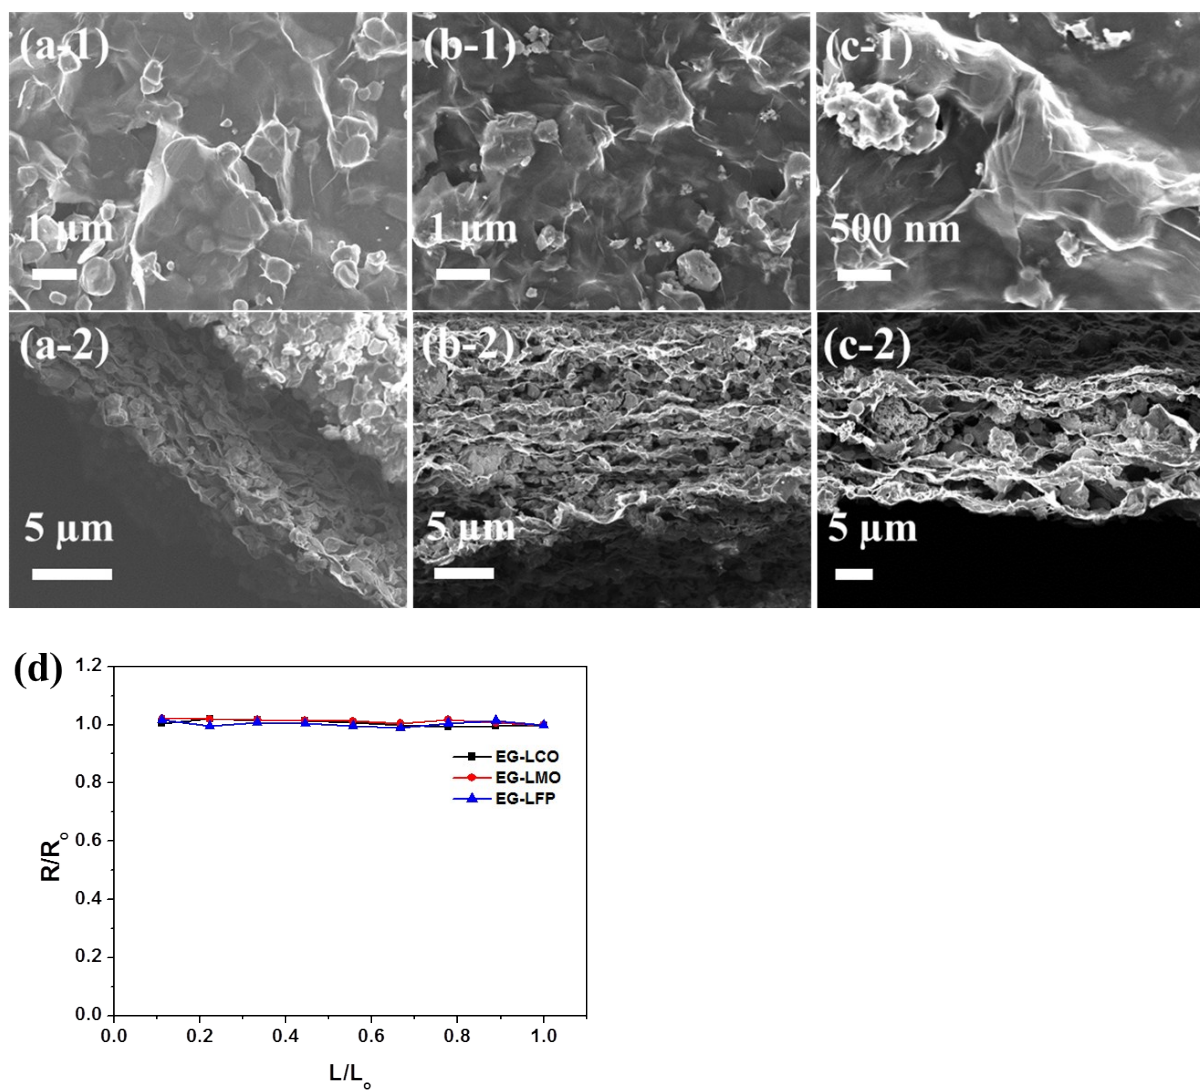 (a-1)
(b-1)
(c-1)
1 µm
1 µm
500 nm
(a-2)
(b-2)
(c-2)
5 µm
5 µm
5 µm
(d)
1.2
1.0
0.8
0.6
0.4
0.2
0.0
R/Ro
EG-LCO
EG-LMO
EG-LFP
0.0 0.2 0.4 0.6 0.8 1.0
L/Lo